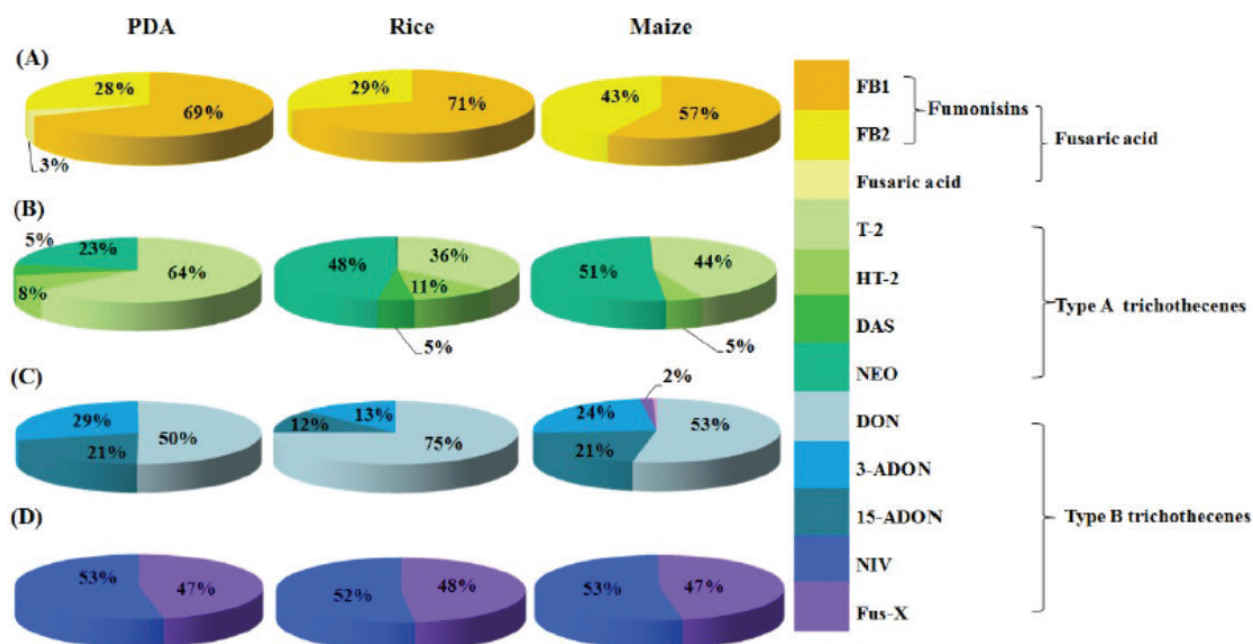 PDA Rice Maize
(A)
28% 69% 3%
29% 71%
43% 57%
(B)
5% 23% 64% 8%
48% 36% 11% 5%
51% 44% 5%
(C)
29% 50% 21%
13% 12% 75%
2% 24% 53% 21%
(D)
53% 47%
52% 48%
53% 47%
FB1
FB2
Fumonisins
Fusaric acid
Fusaric acid
T-2
HT-2
DAS
NEO
Type A trichothecenes
DON
3-ADON
15-ADON
NIV
Fus-X
Type B trichothecenes